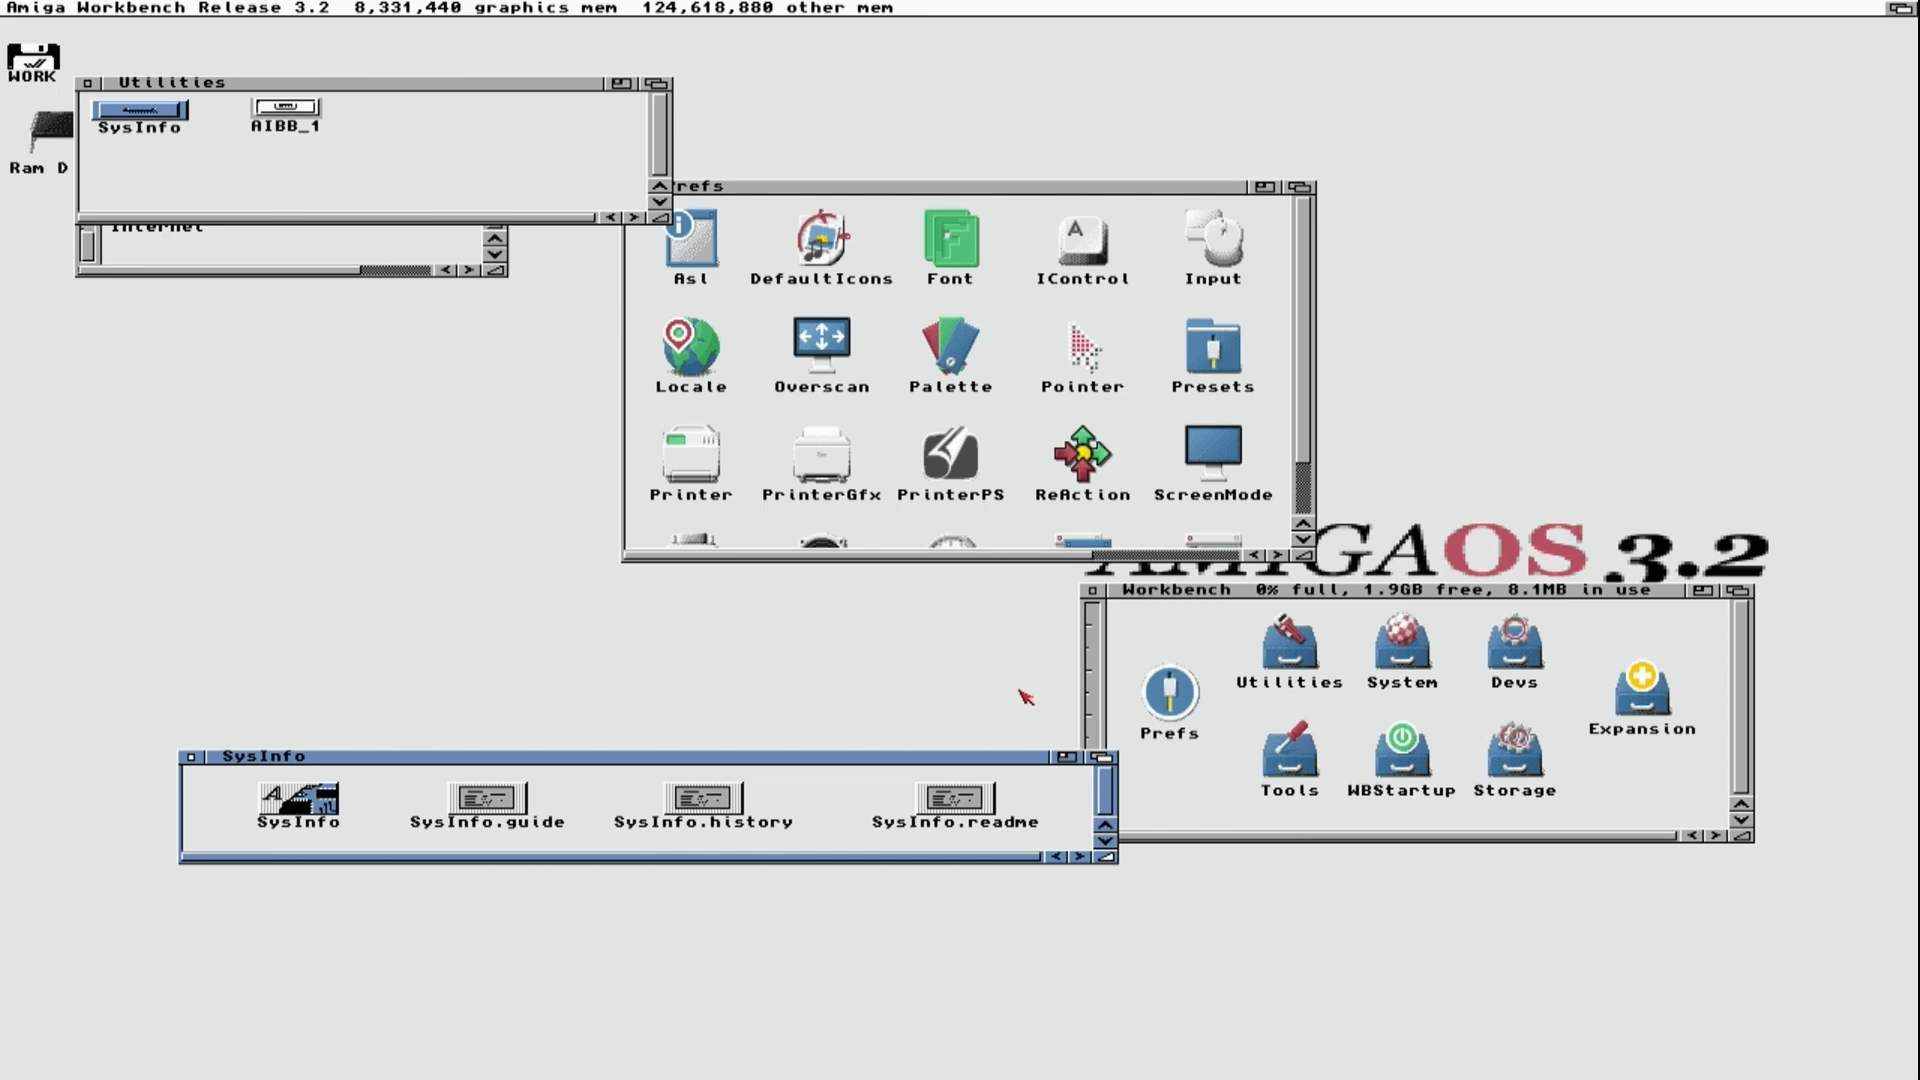 Amiga Workbench Release 3.2 8,331,440 graphics mem 124,618,880 other mem
WORK
Ram D
Utilities
SysInfo AIBB_1
Internet
Prefs
Asl DefaultIcons Font IControl Input
Locale Overscan Palette Pointer Presets
Printer PrinterGfx PrinterPS ReAction ScreenMode
AMIGAOS 3.2
Workbench 0% full, 1.9GB free, 8.1MB in use
Utilities System Devs
Prefs Expansion
Tools WBStartup Storage
SysInfo
SysInfo SysInfo.guide SysInfo.history SysInfo.readme